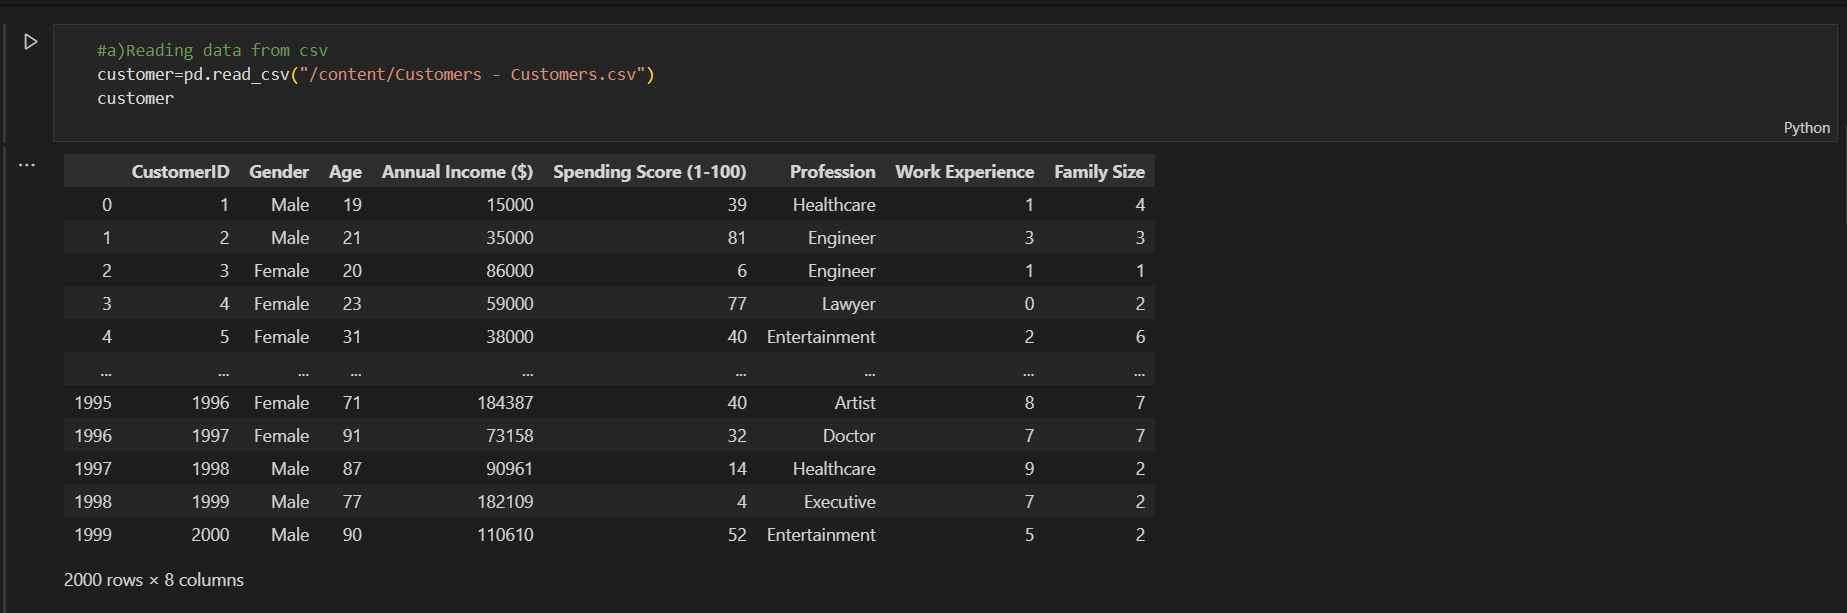 #a)Reading data from csv
customer=pd.read_csv("/content/Customers - Customers.csv")
customer
Python
...
CustomerID Gender Age Annual Income ($) Spending Score (1-100) Profession Work Experience Family Size
0 1 Male 19 15000 39 Healthcare 1 4
1 2 Male 21 35000 81 Engineer 3 3
2 3 Female 20 86000 6 Engineer 1 1
3 4 Female 23 59000 77 Lawyer 0 2
4 5 Female 31 38000 40 Entertainment 2 6
... ... ... ... ... ... ... ... ...
1995 1996 Female 71 184387 40 Artist 8 7
1996 1997 Female 91 73158 32 Doctor 7 7
1997 1998 Male 87 90961 14 Healthcare 9 2
1998 1999 Male 77 182109 4 Executive 7 2
1999 2000 Male 90 110610 52 Entertainment 5 2
2000 rows × 8 columns